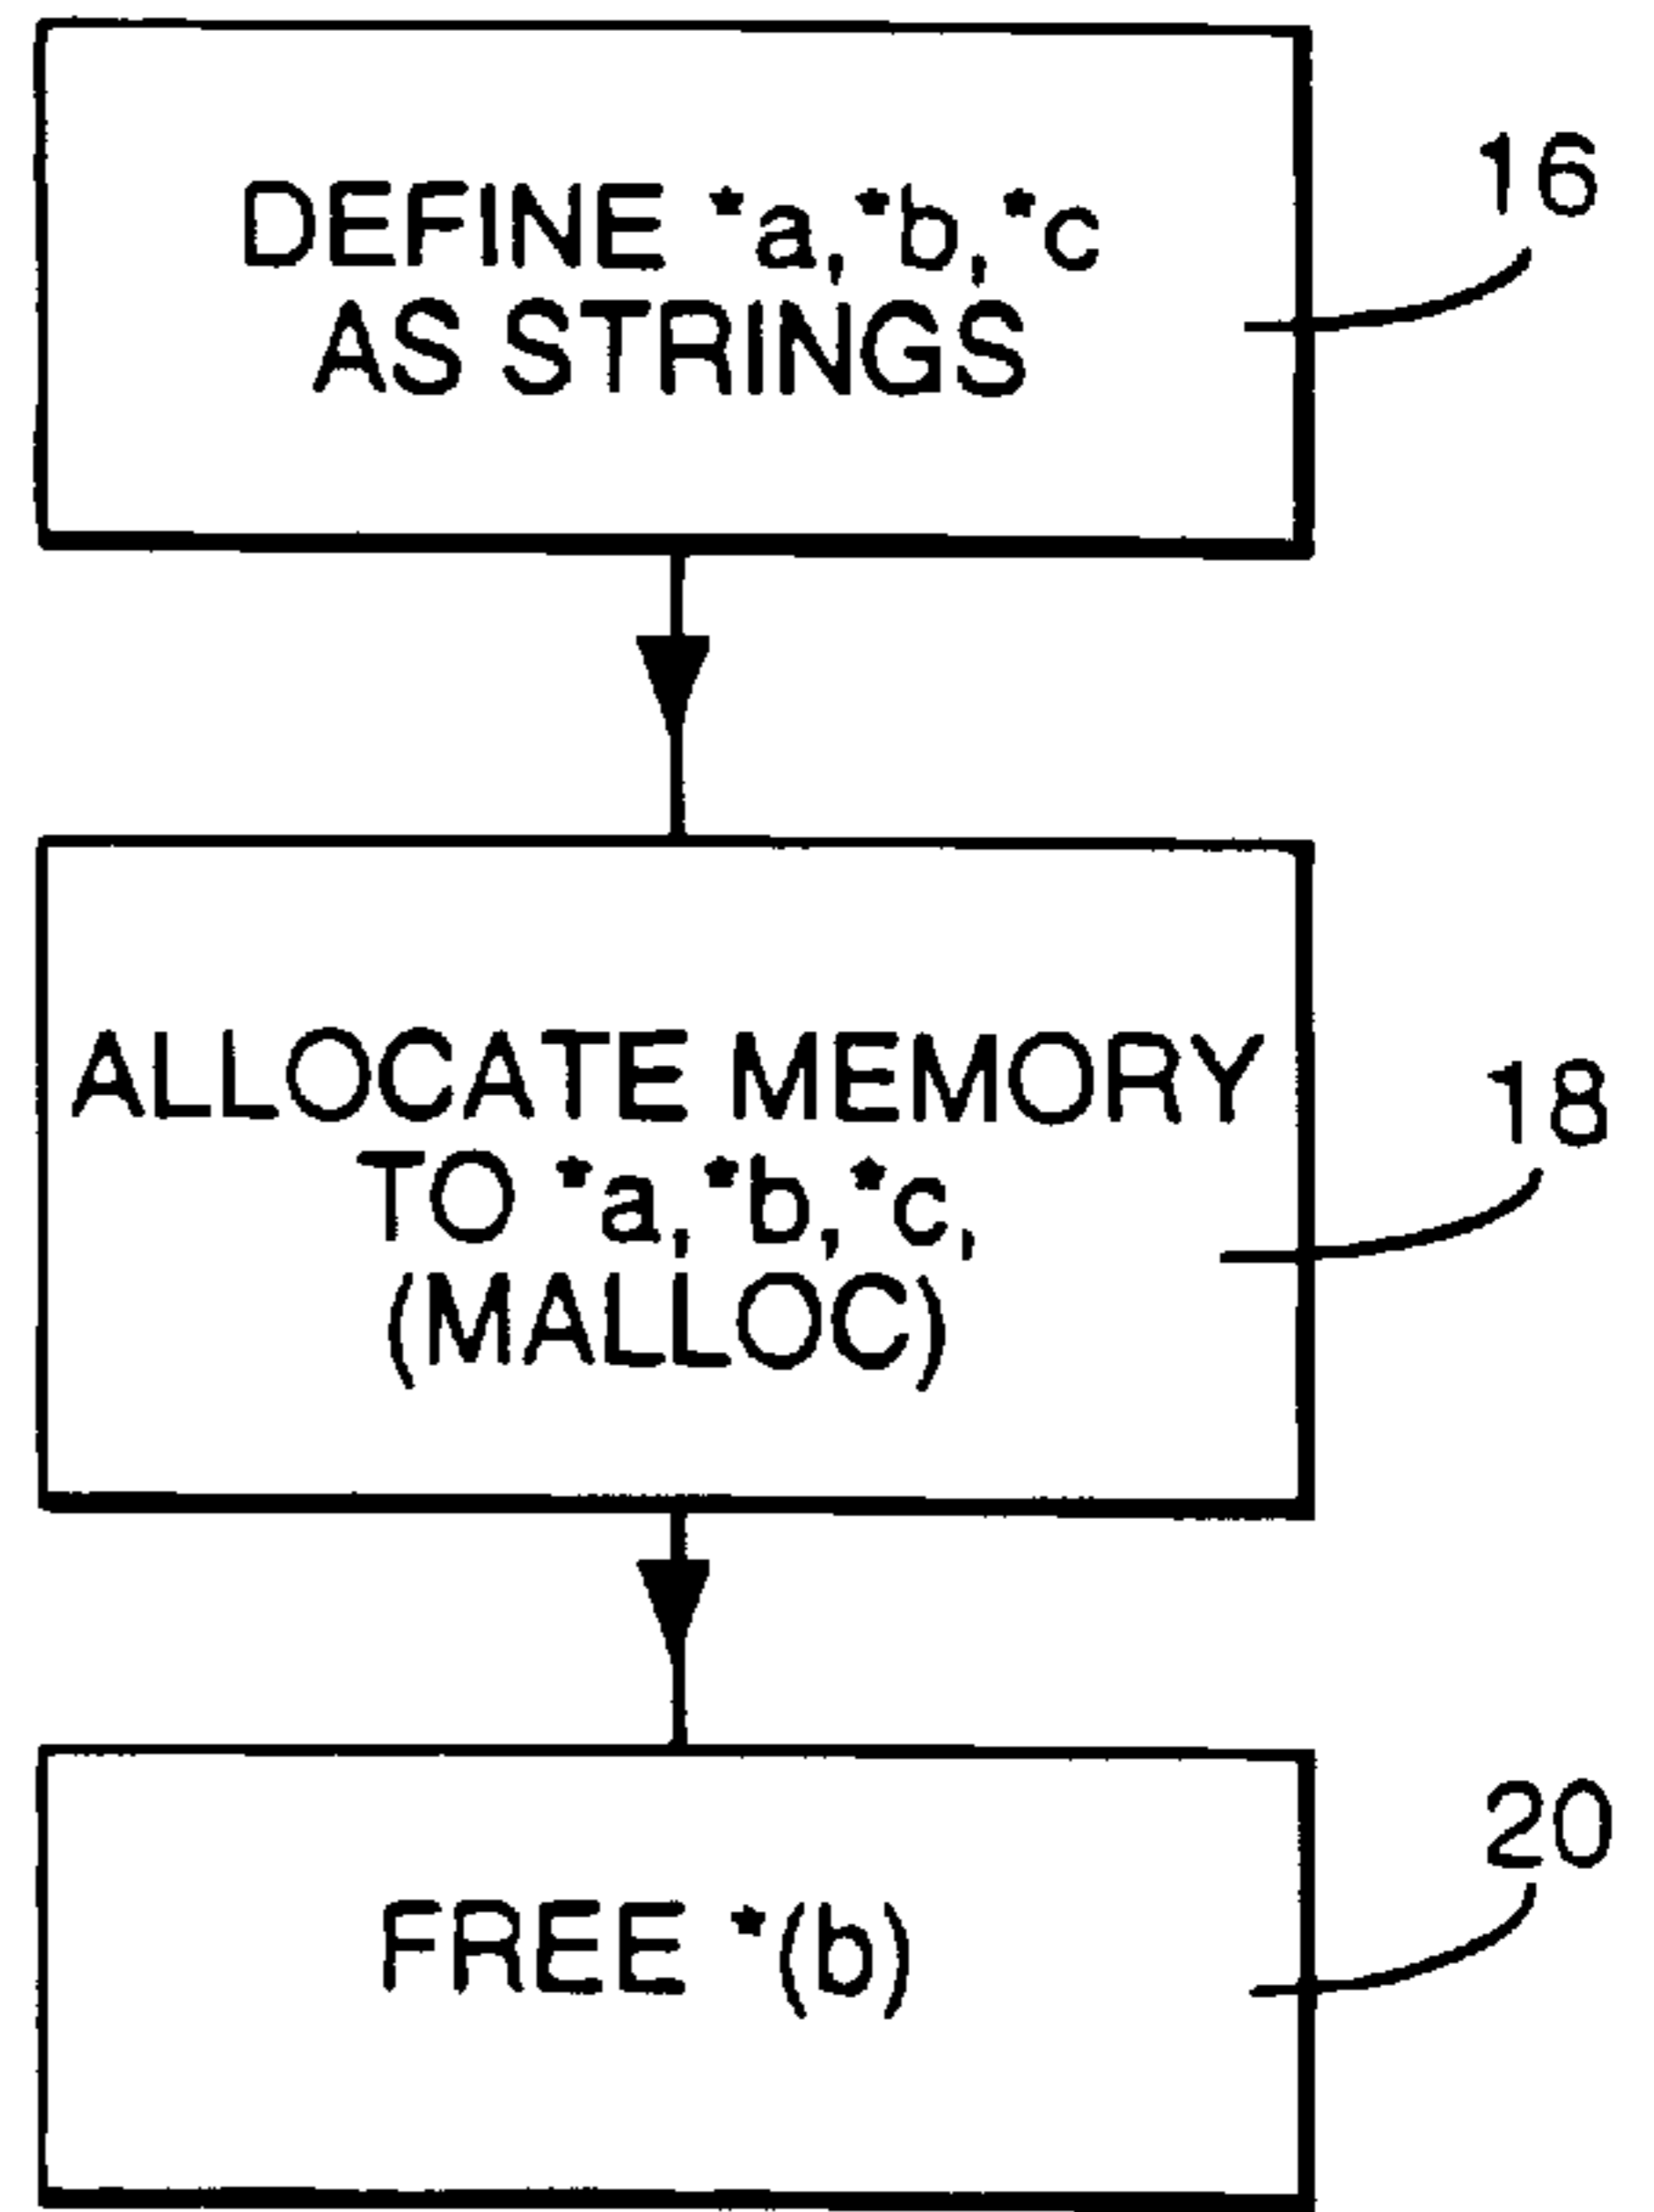 DEFINE *a,*b,*c
AS STRINGS
16
ALLOCATE MEMORY
TO *a,*b,*c,
(MALLOC)
18
FREE *(b)
20